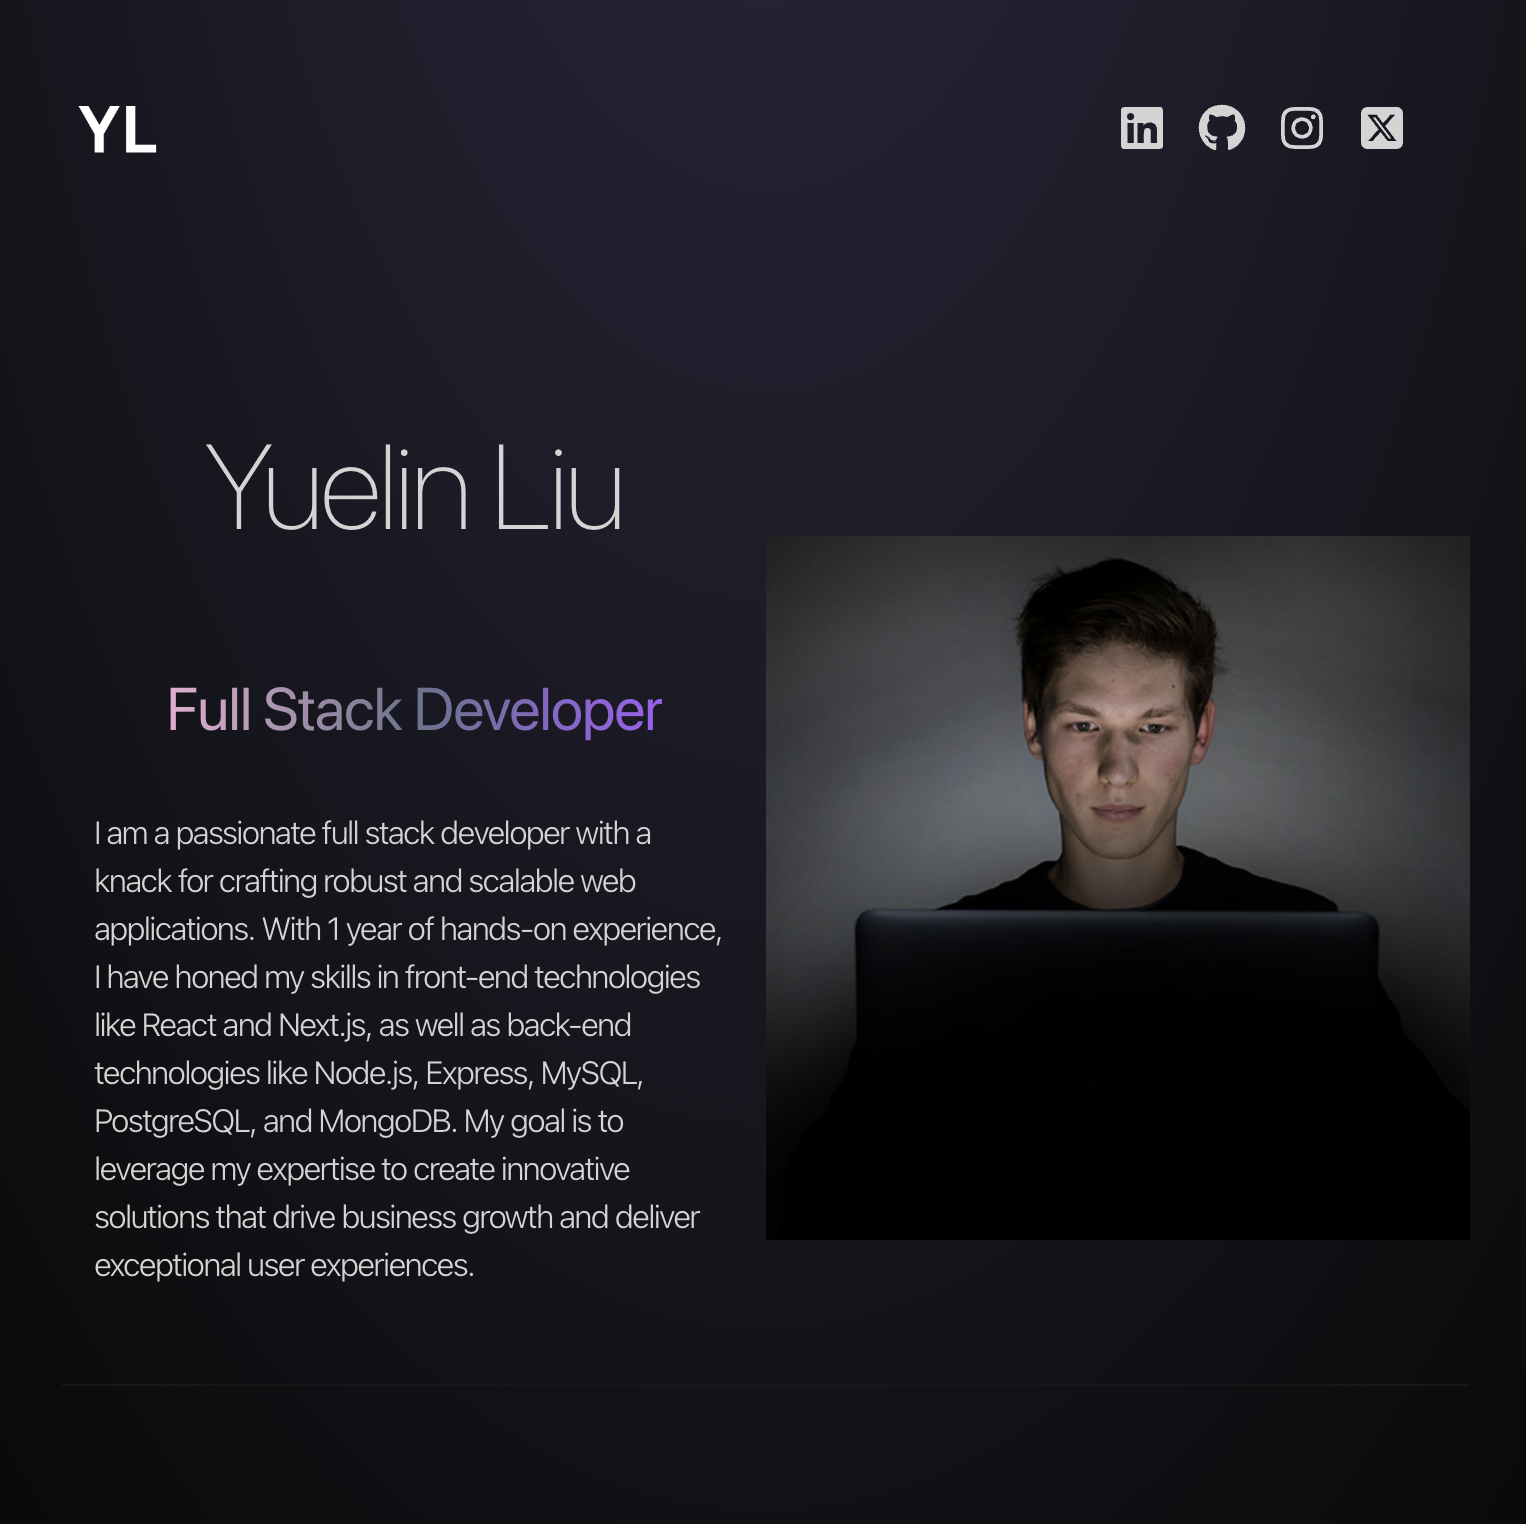 YL
Yuelin Liu
Full Stack Developer
I am a passionate full stack developer with a
knack for crafting robust and scalable web
applications. With 1 year of hands-on experience,
I have honed my skills in front-end technologies
like React and Next.js, as well as back-end
technologies like Node.js, Express, MySQL,
PostgreSQL, and MongoDB. My goal is to
leverage my expertise to create innovative
solutions that drive business growth and deliver
exceptional user experiences.